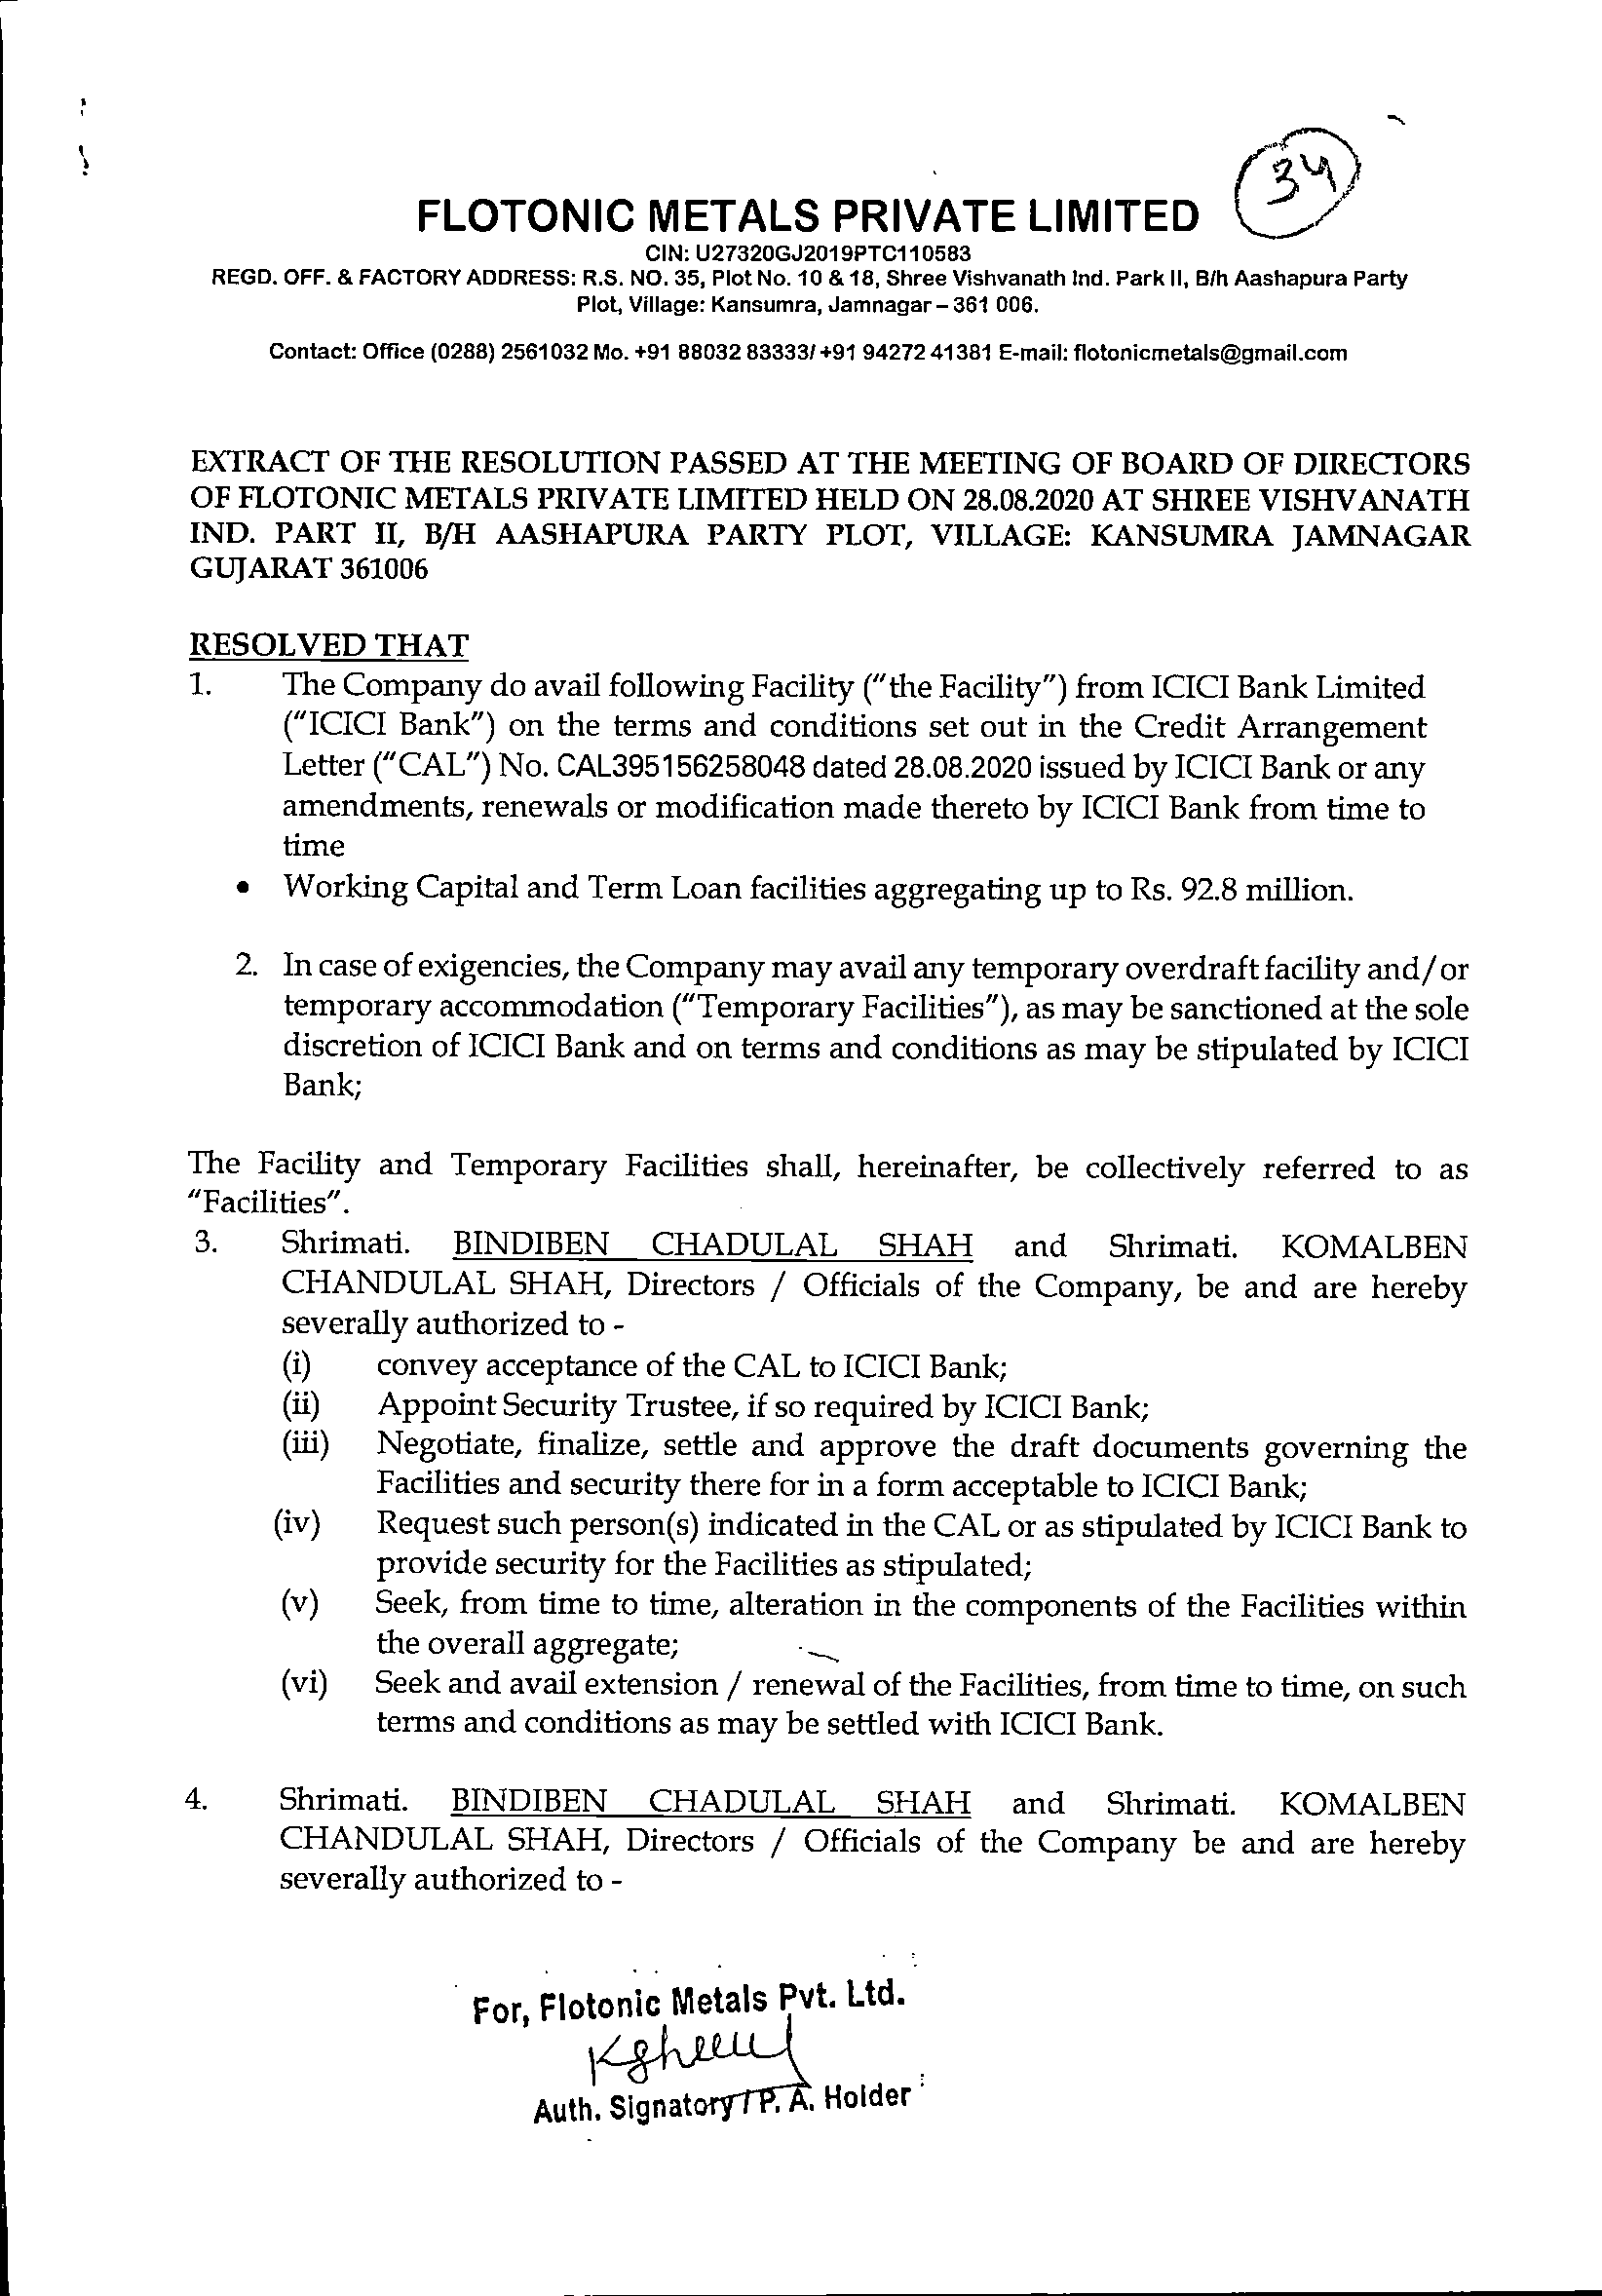 34
FLOTONIC METALS PRIVATE LIMITED
CIN: U27320GJ2019PTC110583
REGD. OFF. & FACTORY ADDRESS: R.S. NO. 35, Plot No. 10 & 18, Shree Vishvanath Ind. Park II, B/h Aashapura Party
Plot, Village: Kansumra, Jamnagar – 361 006.
Contact: Office (0288) 2561032 Mo. +91 88032 83333/ +91 94272 41381 E-mail: flotonicmetals@gmail.com
EXTRACT OF THE RESOLUTION PASSED AT THE MEETING OF BOARD OF DIRECTORS
OF FLOTONIC METALS PRIVATE LIMITED HELD ON 28.08.2020 AT SHREE VISHVANATH
IND. PART II, B/H AASHAPURA PARTY PLOT, VILLAGE: KANSUMRA JAMNAGAR
GUJARAT 361006
RESOLVED THAT
1. The Company do avail following Facility ("the Facility") from ICICI Bank Limited
("ICICI Bank") on the terms and conditions set out in the Credit Arrangement
Letter ("CAL") No. CAL395156258048 dated 28.08.2020 issued by ICICI Bank or any
amendments, renewals or modification made thereto by ICICI Bank from time to
time
• Working Capital and Term Loan facilities aggregating up to Rs. 92.8 million.
2. In case of exigencies, the Company may avail any temporary overdraft facility and/or
temporary accommodation ("Temporary Facilities"), as may be sanctioned at the sole
discretion of ICICI Bank and on terms and conditions as may be stipulated by ICICI
Bank;
The Facility and Temporary Facilities shall, hereinafter, be collectively referred to as
"Facilities".
3. Shrimati. BINDIBEN CHADULAL SHAH and Shrimati. KOMALBEN
CHANDULAL SHAH, Directors / Officials of the Company, be and are hereby
severally authorized to -
(i) convey acceptance of the CAL to ICICI Bank;
(ii) Appoint Security Trustee, if so required by ICICI Bank;
(iii) Negotiate, finalize, settle and approve the draft documents governing the
Facilities and security there for in a form acceptable to ICICI Bank;
(iv) Request such person(s) indicated in the CAL or as stipulated by ICICI Bank to
provide security for the Facilities as stipulated;
(v) Seek, from time to time, alteration in the components of the Facilities within
the overall aggregate;
(vi) Seek and avail extension / renewal of the Facilities, from time to time, on such
terms and conditions as may be settled with ICICI Bank.
4. Shrimati. BINDIBEN CHADULAL SHAH and Shrimati. KOMALBEN
CHANDULAL SHAH, Directors / Officials of the Company be and are hereby
severally authorized to -
For, Flotonic Metals Pvt. Ltd.
Auth. Signatory / P. A. Holder